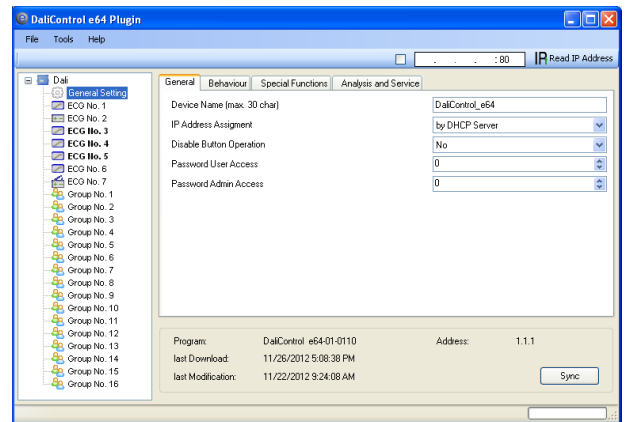 DaliControl e64 Plugin
File Tools Help
. . . :80 Read IP Address
Dali
General Setting
ECG No. 1
ECG No. 2
ECG No. 3
ECG No. 4
ECG No. 5
ECG No. 6
ECG No. 7
Group No. 1
Group No. 2
Group No. 3
Group No. 4
Group No. 5
Group No. 6
Group No. 7
Group No. 8
Group No. 9
Group No. 10
Group No. 11
Group No. 12
Group No. 13
Group No. 14
Group No. 15
Group No. 16
General Behaviour Special Functions Analysis and Service
Device Name (max. 30 char) DaliControl_e64
IP Address Assigment by DHCP Server
Disable Button Operation No
Password User Access 0
Password Admin Access 0
Program: DaliControl e64-01-0110 Address: 1.1.1
last Download: 11/26/2012 5:08:38 PM
last Modification: 11/22/2012 9:24:08 AM Sync